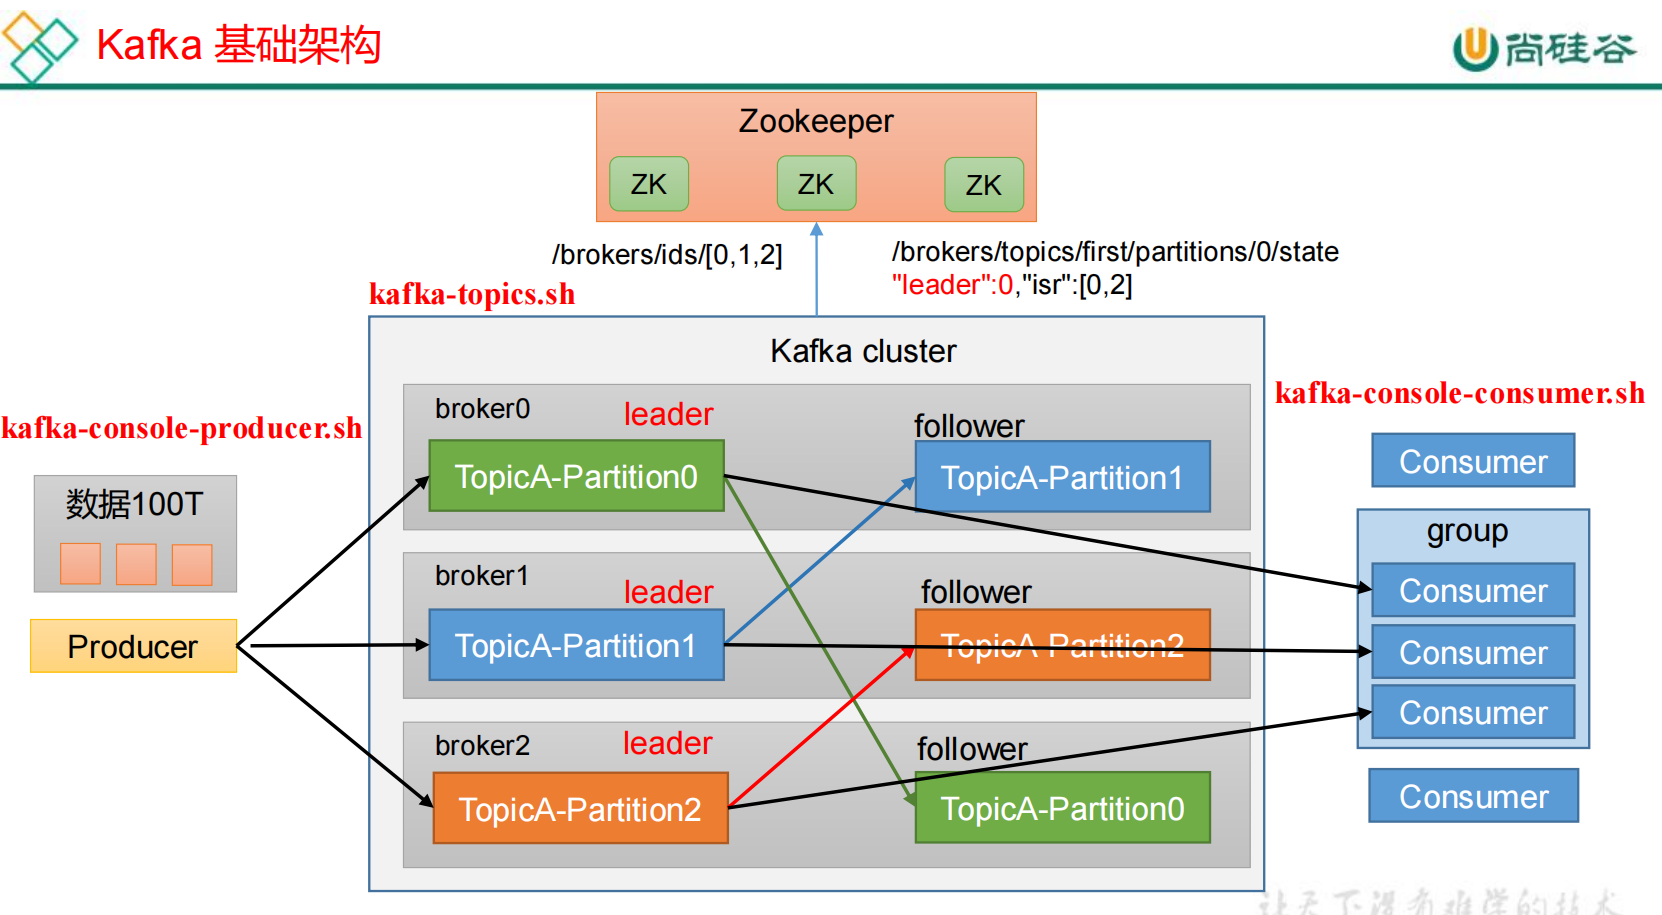 Kafka 基础架构
尚硅谷
Zookeeper
ZK
ZK
ZK
/brokers/ids/[0,1,2]
/brokers/topics/first/partitions/0/state
"leader":0,"isr":[0,2]
kafka-topics.sh
Kafka cluster
kafka-console-consumer.sh
kafka-console-producer.sh
broker0
leader
follower
TopicA-Partition0
TopicA-Partition1
数据100T
Producer
broker1
leader
follower
TopicA-Partition1
TopicA-Partition2
broker2
leader
follower
TopicA-Partition2
TopicA-Partition0
Consumer
group
Consumer
Consumer
Consumer
Consumer
让天下没有难学的技术